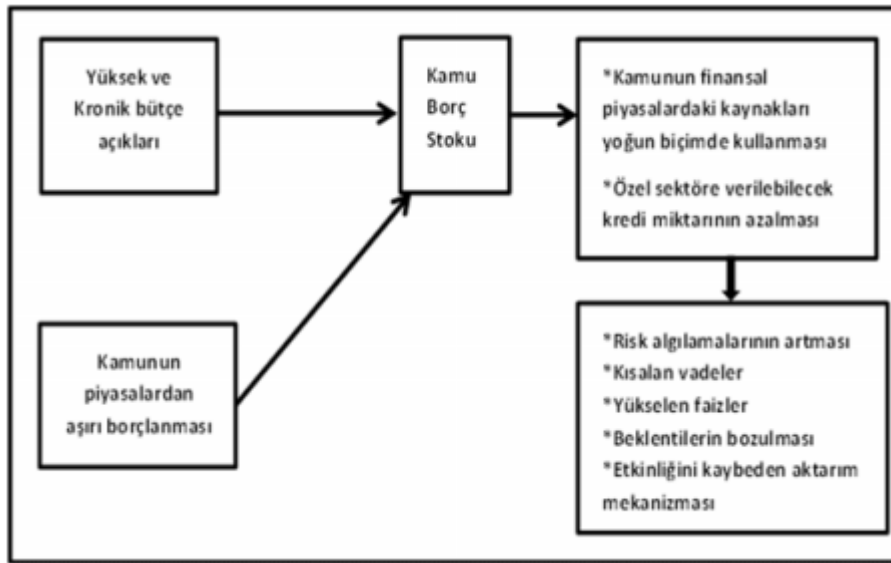 Yüksek ve
Kronik bütçe
açıkları
Kamu
Borç
Stoku
*Kamunun finansal
piyasalardaki kaynakları
yoğun biçimde kullanması
*Özel sektöre verilebilecek
kredi miktarının azalması
Kamunun
piyasalardan
aşırı borçlanması
*Risk algılamalarının artması
*Kısalan vadeler
*Yükselen faizler
*Beklentilerin bozulması
*Etkinliğini kaybeden aktarım
mekanizması